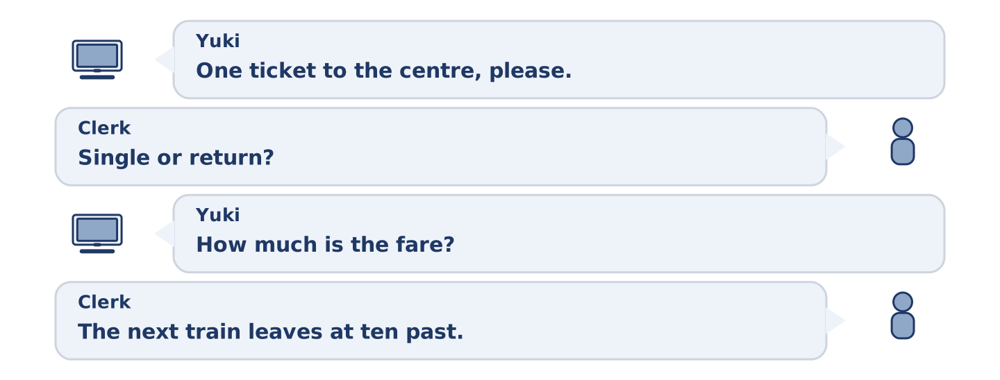 Yuki
One ticket to the centre, please.
Clerk
Single or return?
Yuki
How much is the fare?
Clerk
The next train leaves at ten past.